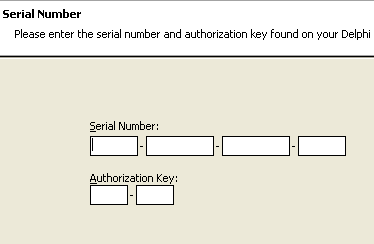 Serial Number
Please enter the serial number and authorization key found on your Delphi
Serial Number:
- - -
Authorization Key:
-